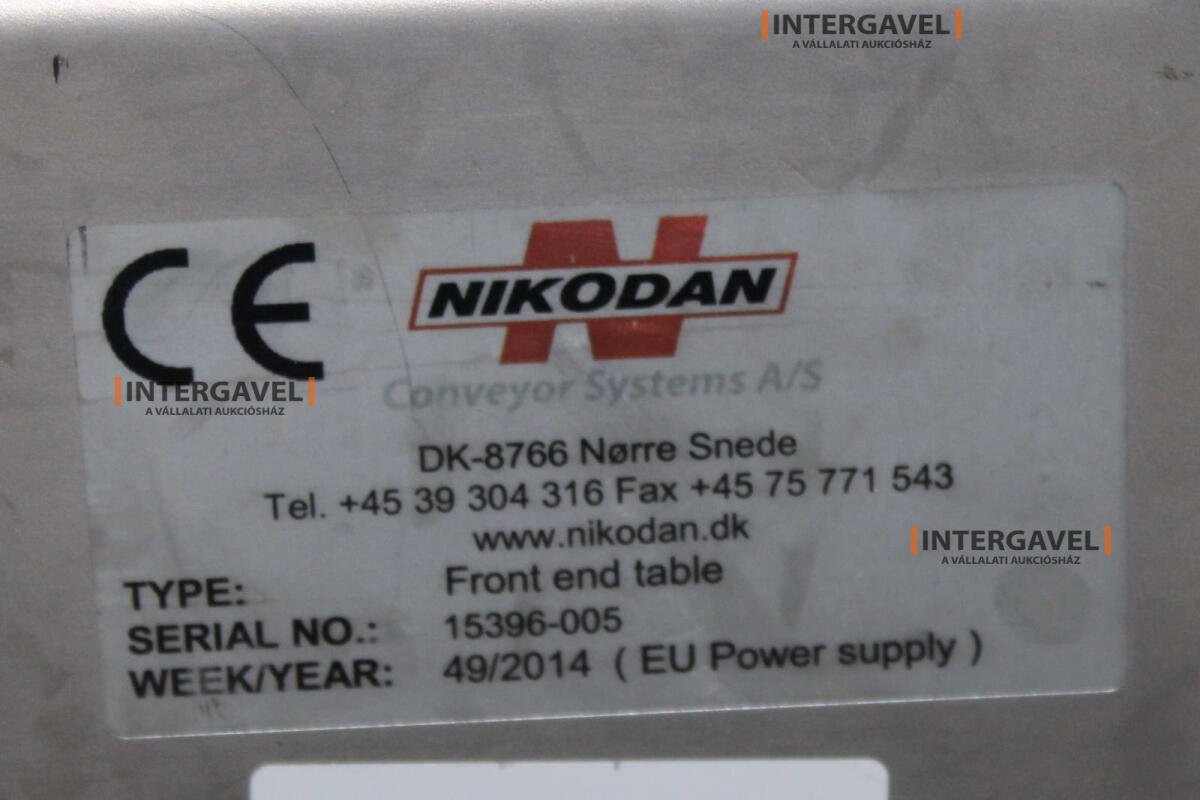 INTERGAVEL
A VÁLLALATI AUKCIÓSHÁZ
CE
N
NIKODAN
Conveyor Systems A/S
INTERGAVEL
A VÁLLALATI AUKCIÓSHÁZ
DK-8766 Nørre Snede
Tel. +45 39 304 316 Fax +45 75 771 543
www.nikodan.dk
INTERGAVEL
A VÁLLALATI AUKCIÓSHÁZ
TYPE: Front end table
SERIAL NO.: 15396-005
WEEK/YEAR: 49/2014 ( EU Power supply )